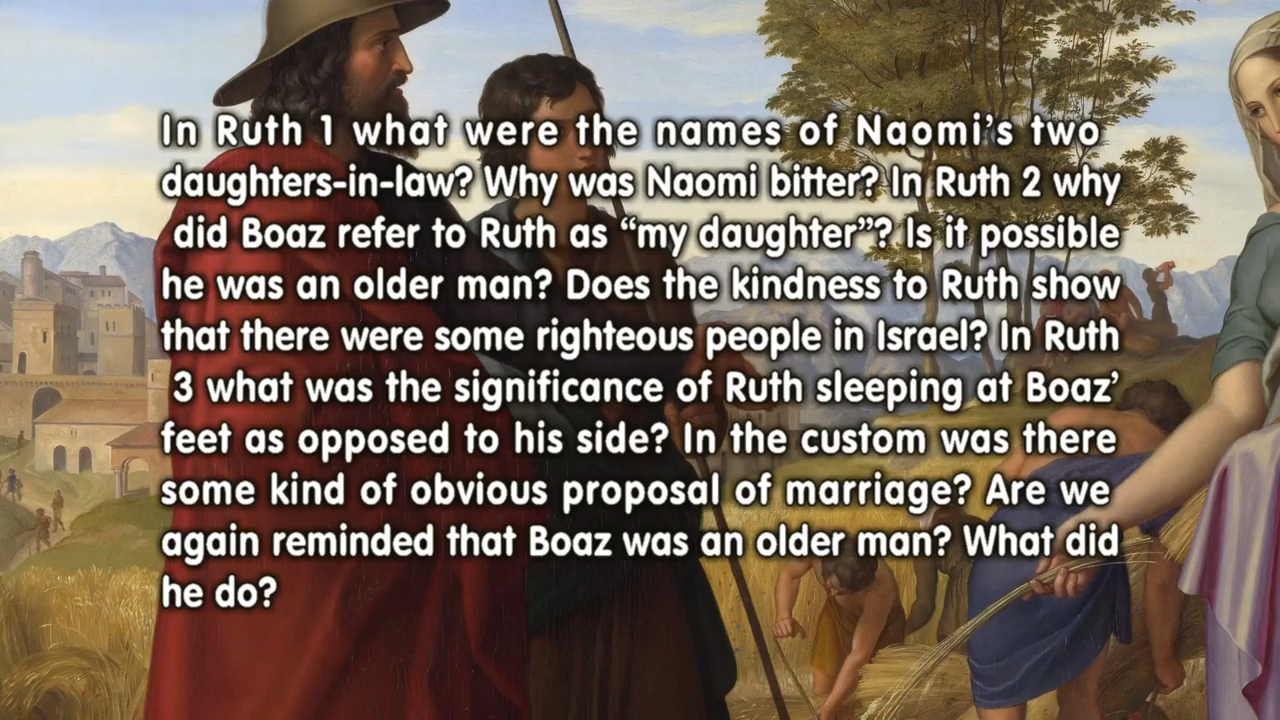 In Ruth 1 what were the names of Naomi’s two
daughters-in-law? Why was Naomi bitter? In Ruth 2 why
did Boaz refer to Ruth as “my daughter”? Is it possible
he was an older man? Does the kindness to Ruth show
that there were some righteous people in Israel? In Ruth
3 what was the significance of Ruth sleeping at Boaz’
feet as opposed to his side? In the custom was there
some kind of obvious proposal of marriage? Are we
again reminded that Boaz was an older man? What did
he do?